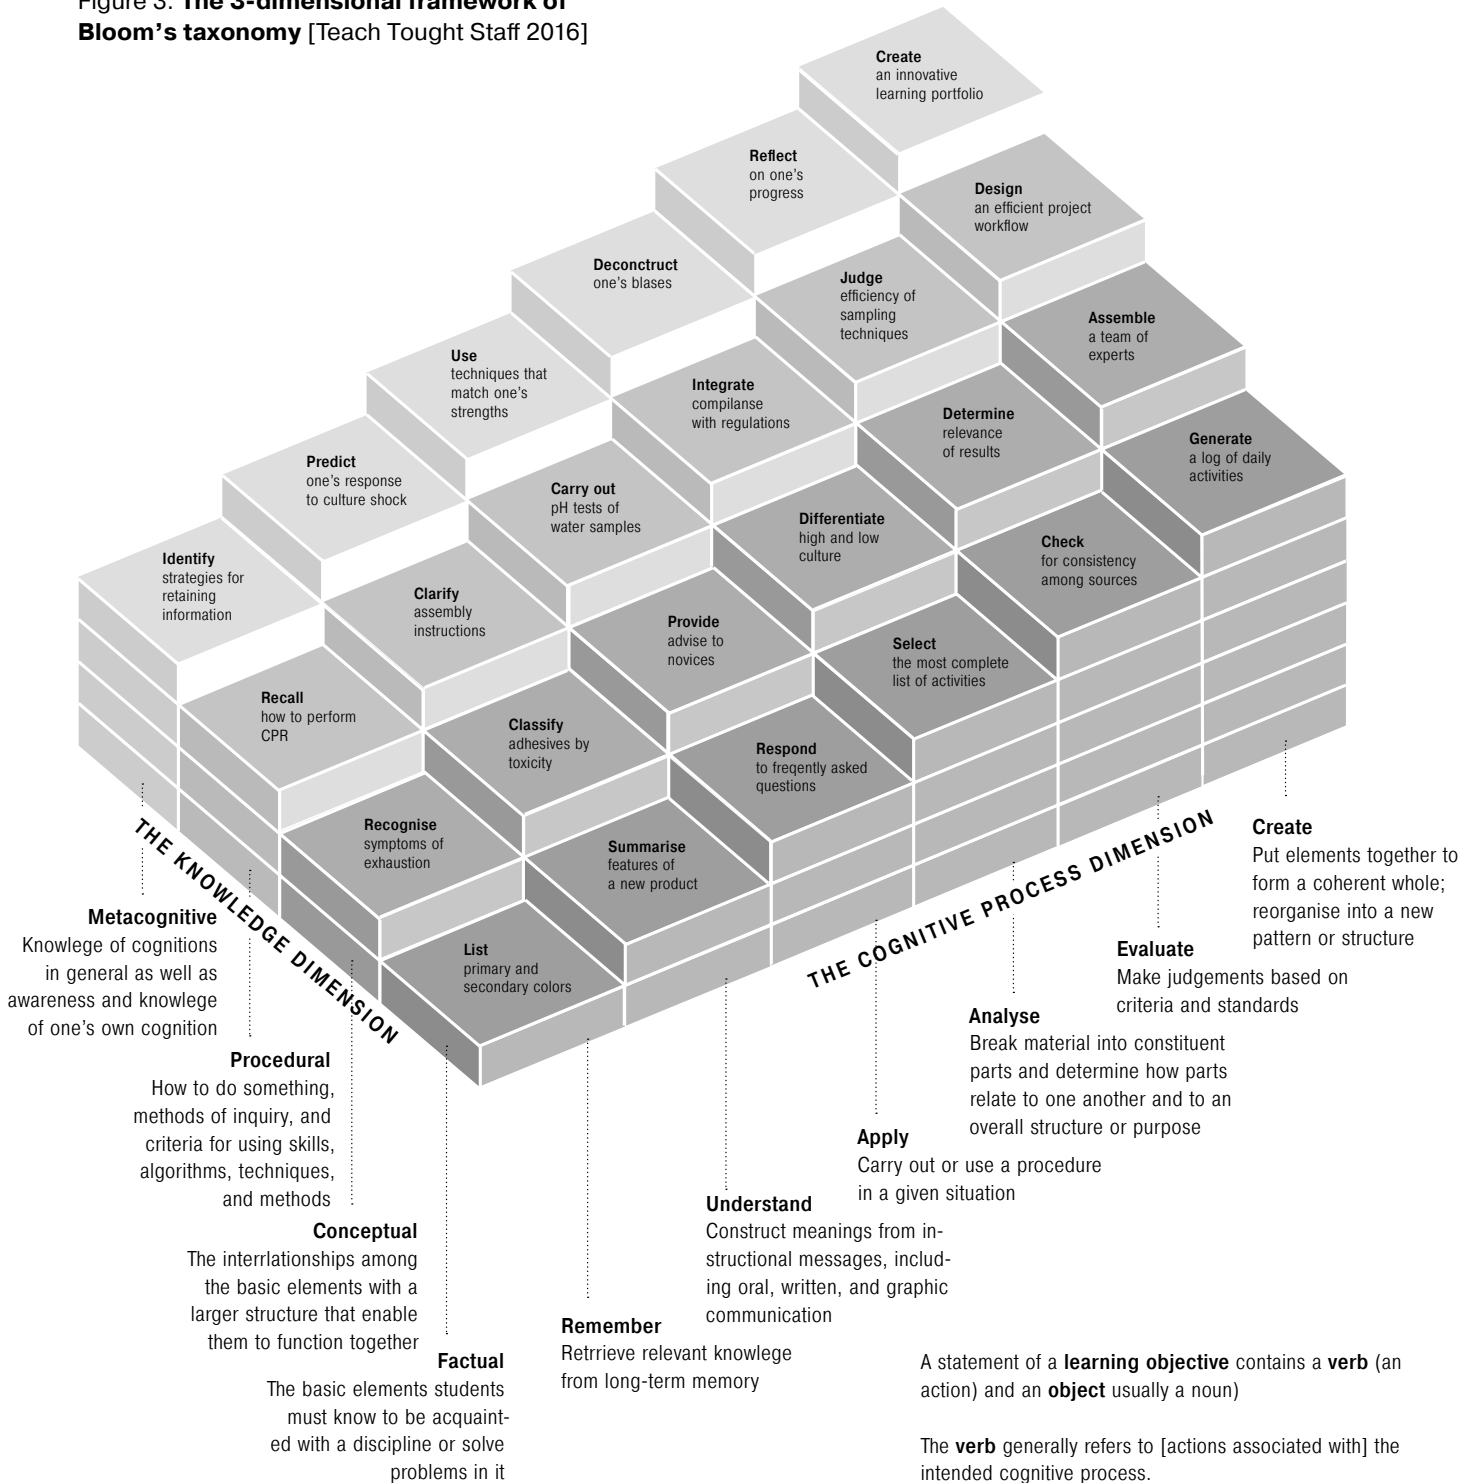 Figure 3. The 3-dimensional framework of
Bloom's taxonomy [Teach Tought Staff 2016]
Create
an innovative
learning portfolio
Reflect
on one's
progress
Design
an efficient project
workflow
Deconctruct
one's blases
Judge
efficiency of
sampling
techniques
Assemble
a team of
experts
Use
techniques that
match one's
strengths
Integrate
compilanse
with regulations
Determine
relevance
of results
Generate
a log of daily
activities
Predict
one's response
to culture shock
Carry out
pH tests of
water samples
Differentiate
high and low
culture
Check
for consistency
among sources
Identify
strategies for
retaining
information
Clarify
assembly
instructions
Provide
advise to
novices
Select
the most complete
list of activities
Recall
how to perform
CPR
Classify
adhesives by
toxicity
Respond
to freqently asked
questions
Recognise
symptoms of
exhaustion
Summarise
features of
a new product
List
primary and
secondary colors
THE KNOWLEDGE DIMENSION
THE COGNITIVE PROCESS DIMENSION
Metacognitive
Knowlege of cognitions
in general as well as
awareness and knowlege
of one's own cognition
Procedural
How to do something,
methods of inquiry, and
criteria for using skills,
algorithms, techniques,
and methods
Conceptual
The interrlationships among
the basic elements with a
larger structure that enable
them to function together
Factual
The basic elements students
must know to be acquaint-
ed with a discipline or solve
problems in it
Remember
Retrrieve relevant knowlege
from long-term memory
Understand
Construct meanings from in-
structional messages, includ-
ing oral, written, and graphic
communication
Apply
Carry out or use a procedure
in a given situation
Analyse
Break material into constituent
parts and determine how parts
relate to one another and to an
overall structure or purpose
Evaluate
Make judgements based on
criteria and standards
Create
Put elements together to
form a coherent whole;
reorganise into a new
pattern or structure
A statement of a learning objective contains a verb (an
action) and an object usually a noun)
The verb generally refers to [actions associated with] the
intended cognitive process.